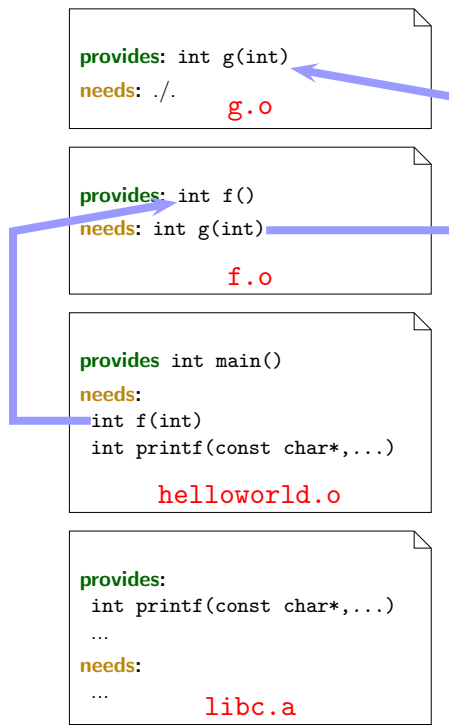 provides: int g(int)
needs: ./.
g.o
provides: int f()
needs: int g(int)
f.o
provides int main()
needs:
int f(int)
int printf(const char*,...)
helloworld.o
provides:
int printf(const char*,...)
...
needs:
...
libc.a